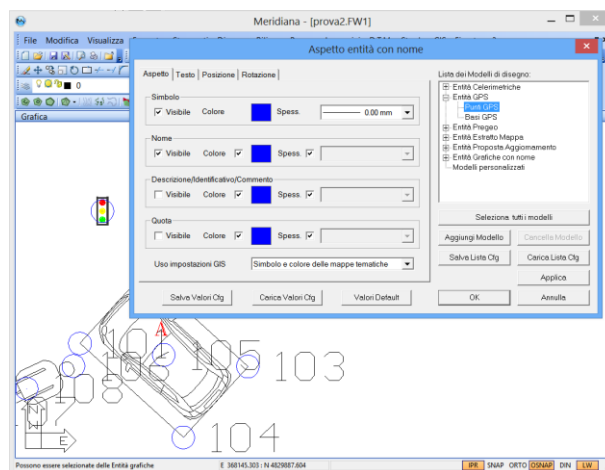 Meridiana - [prova2.FW1]
File Modifica Visualizza
0
Grafica
Aspetto entità con nome
Aspetto Testo Posizione Rotazione
Simbolo
Visibile Colore Spess. 0.00 mm
Nome
Visibile Colore Spess.
Descrizione/Identificativo/Commento
Visibile Colore Spess.
Quota
Visibile Colore Spess.
Uso impostazioni GIS Simbolo e colore delle mappe tematiche
Salva Valori Cfg Carica Valori Cfg Valori Default
Lista dei Modelli di disegno:
Entità Celerimetriche
Entità GPS
Punti GPS
Basi GPS
Entità Pregeo
Entità Estratto Mappa
Entità Proposta Aggiornamento
Entità Grafiche con nome
Modelli personalizzati
Seleziona tutti i modelli
Aggiungi Modello Cancella Modello
Salva Lista Cfg Carica Lista Cfg
Applica
OK Annulla
A
105
103
108
104
N
E
Possono essere selezionate delle Entità grafiche E 368145.303 : N 4829887.604 IPR SNAP ORTO OSNAP DIN LW